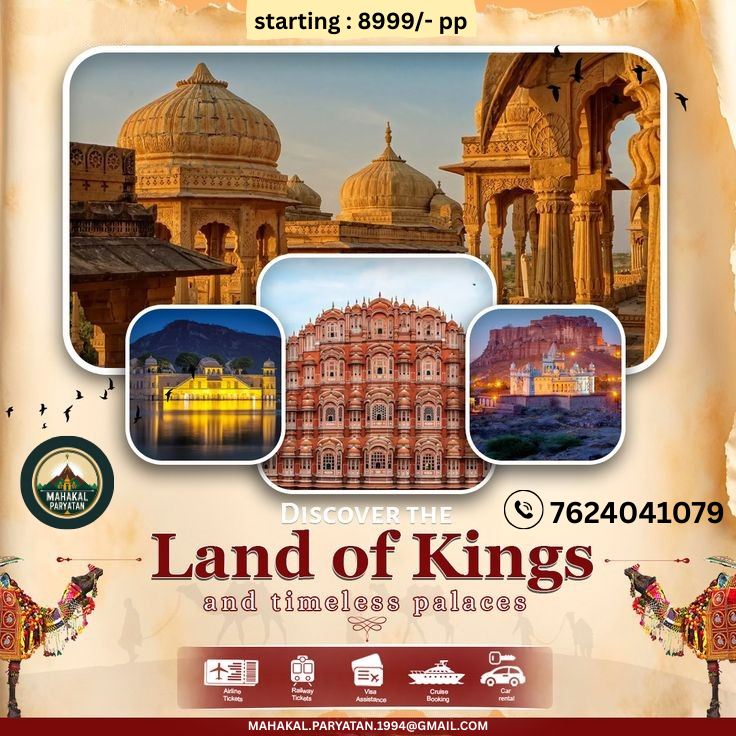 starting : 8999/- pp
MAHAKAL
PARYATAN
7624041079
DISCOVER THE
Land of Kings
and timeless palaces
Airline
Tickets
Railway
Tickets
Visa
Assistance
Cruise
Booking
Car
rental
MAHAKAL.PARYATAN.1994@GMAIL.COM